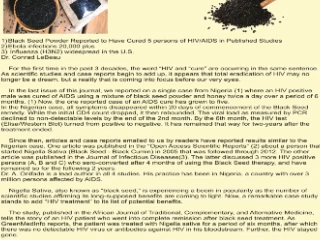 1)Black Seed Powder Reported to Have Cured 5 persons of HIV/AIDS in Published Studies
2)Ebola infections 20,000 plus
3) Influenza (H3N2) widespread in the U.S.
Dr. Conrad LeBeau
For the first time in the past 3 decades, the word "HIV" and "cure" are occurring in the same sentence.
As scientific studies and case reports begin to add up, it appears that total eradication of HIV may no
longer be a dream, but a reality that is coming into focus before our very eyes.
In the last issue of this journal, we reported on a single case from Nigeria (1) where an HIV positive
male was cured of AIDS using a mixture of black seed powder and honey twice a day over a period of 6
months. (1) Now, the one reported case of an AIDS cure has grown to five.
In the Nigerian case, all symptoms disappeared within 20 days of commencement of the Black Seed
remedy. While the initial CD4 count dropped, it then rebounded. The viral load as measured by PCR
declined to non-detectable levels by the end of the 2nd month. By the 6th month, the HIV test
(Elisa/Western Blot) turned from positive to negative. He remained that way for two-years after the
treatment ended.
Since then, articles and case reports emailed to us by readers have reported results similar to the
Nigerian case. One article was published in the "Open Access Scientific Reports" (2) about a person that
started Nigella Sativa (Black Seed - Black Cumin) in 2005 that was followed through 2012. The other
article was published in the Journal of Infectious Diseases(3). The latter discussed 3 more HIV positive
persons (A, B and C) who sero-converted after 4 months of using the Black Seed therapy, and have
remained so for the following 2 years.
Dr A. Onifade is a lead author in all 4 studies. His practice has been in Nigeria, a country with over 3
million persons affected by AIDS.
Nigella Sativa, also known as "black seed," is experiencing a boom in popularity as the number of
scientific studies affirming its long-supposed benefits are coming to light. Now, a remarkable case study
stands to add "HIV treatment" to its list of potential benefits.
The study, published in the African Journal of Traditional, Complementary, and Alternative Medicine,
tells the story of an HIV patient who went into complete remission after black seed treatment. As
GreenMedInfo reports, the patient was treated with Nigella sativa for a period of six months, after which
there was no detectable HIV virus or antibodies against HIV in his bloodstream. Further, the HIV stayed
gone.